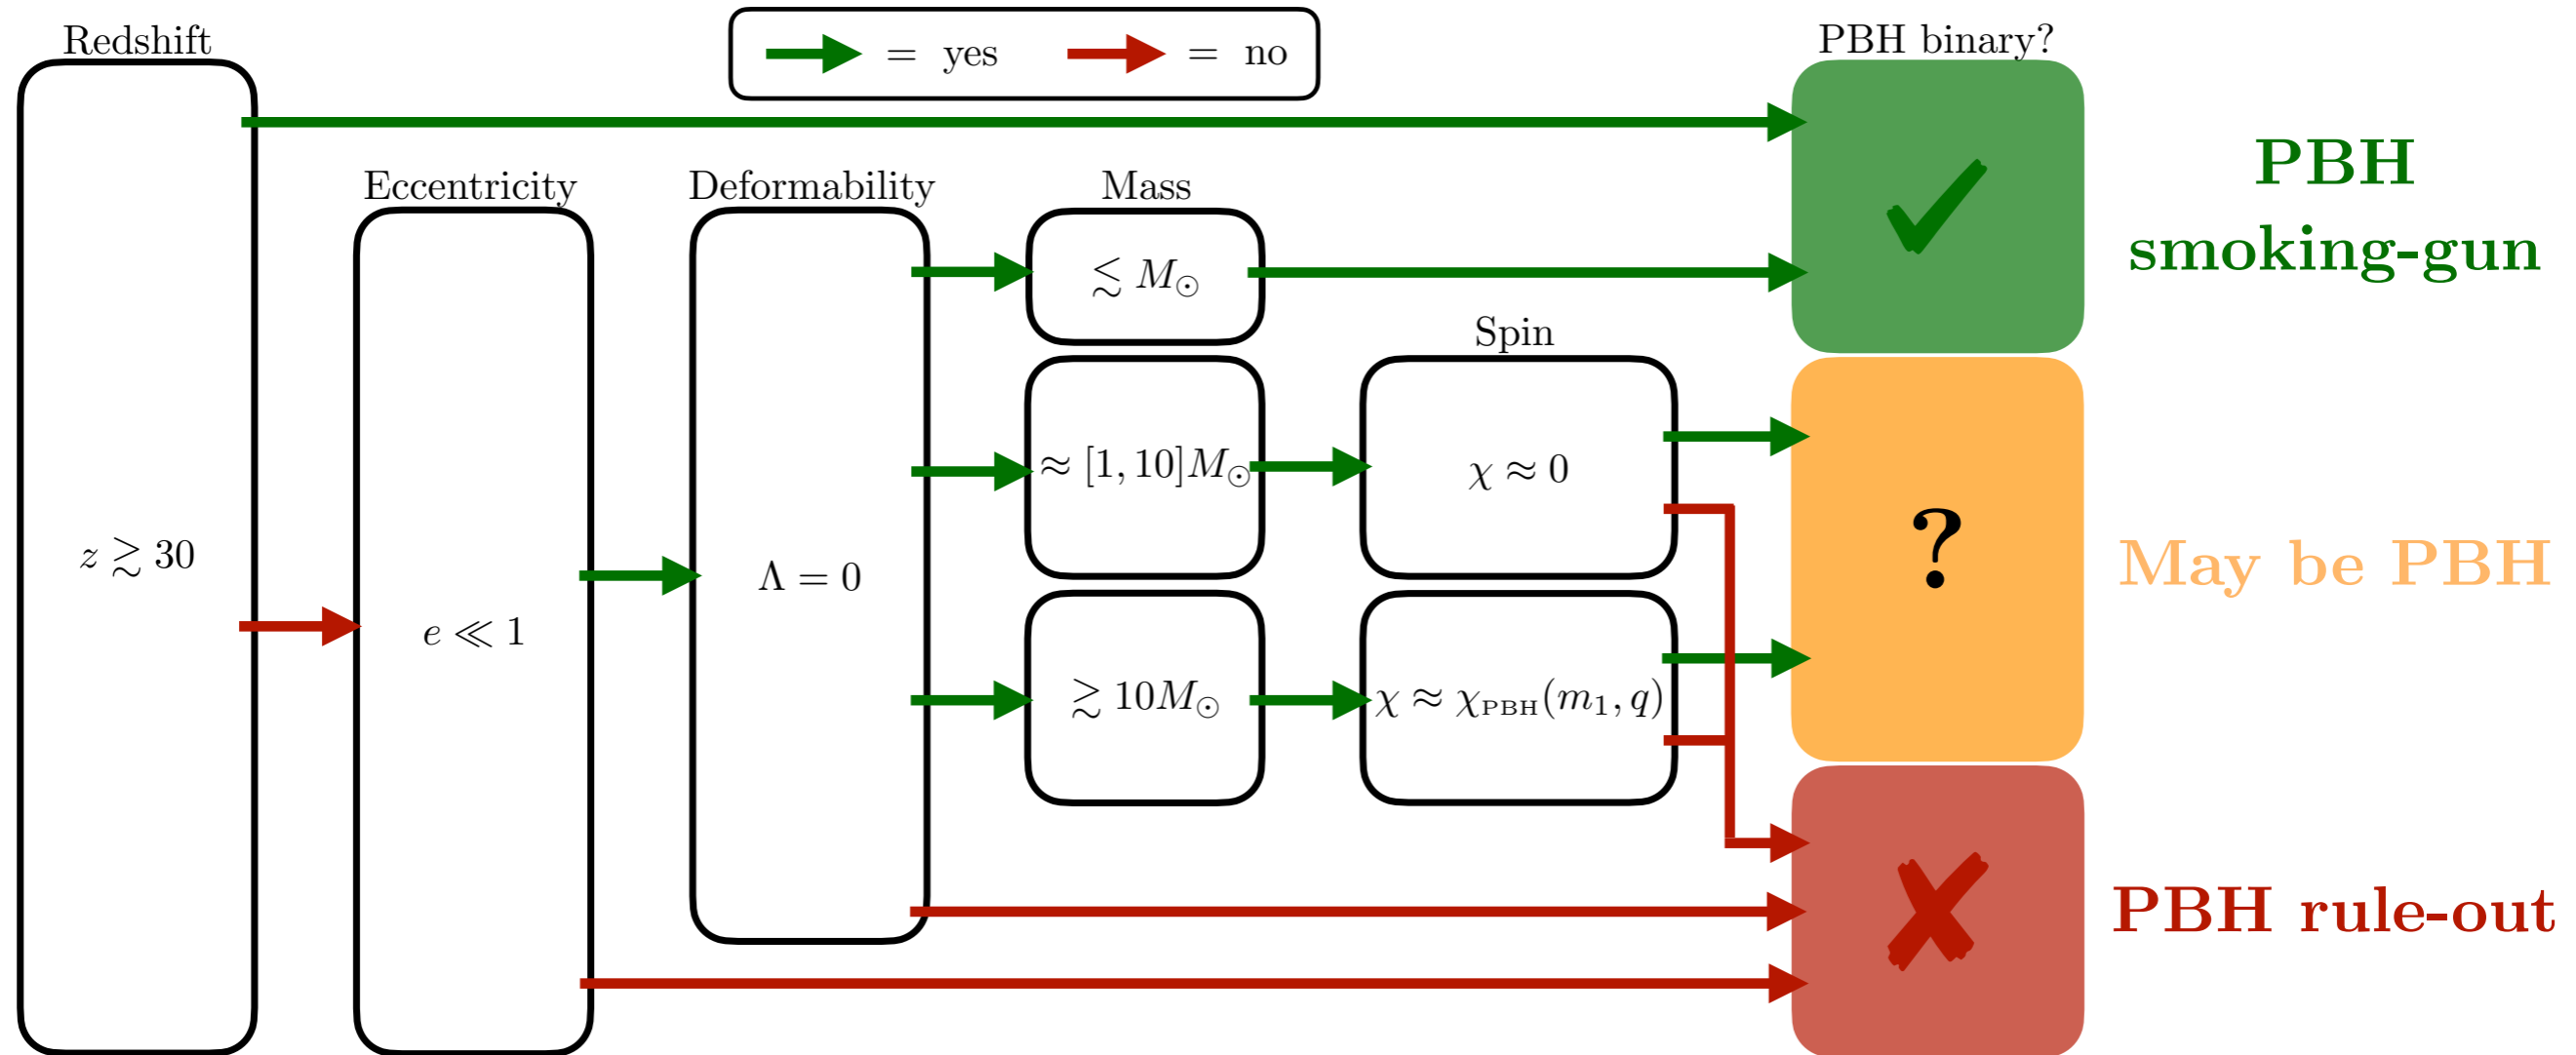 Redshift
= yes
= no
PBH binary?
Eccentricity
Deformability
Mass
PBH
smoking-gun
≲ M⊙
Spin
≈ [1, 10]M⊙
χ ≈ 0
z ≳ 30
e ≪ 1
Λ = 0
?
May be PBH
≳ 10M⊙
χ ≈ χPBH(m1, q)
PBH rule-out